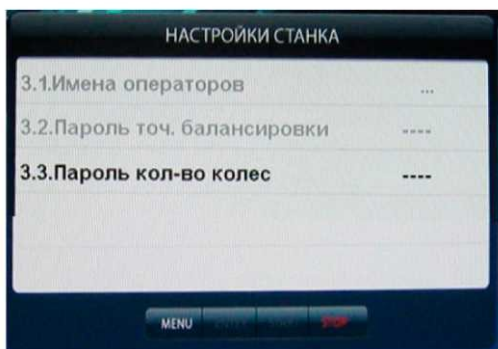 НАСТРОЙКИ СТАНКА
3.1.Имена операторов ...
3.2.Пароль точ. балансировки ----
3.3.Пароль кол-во колес ----
MENU
STOP